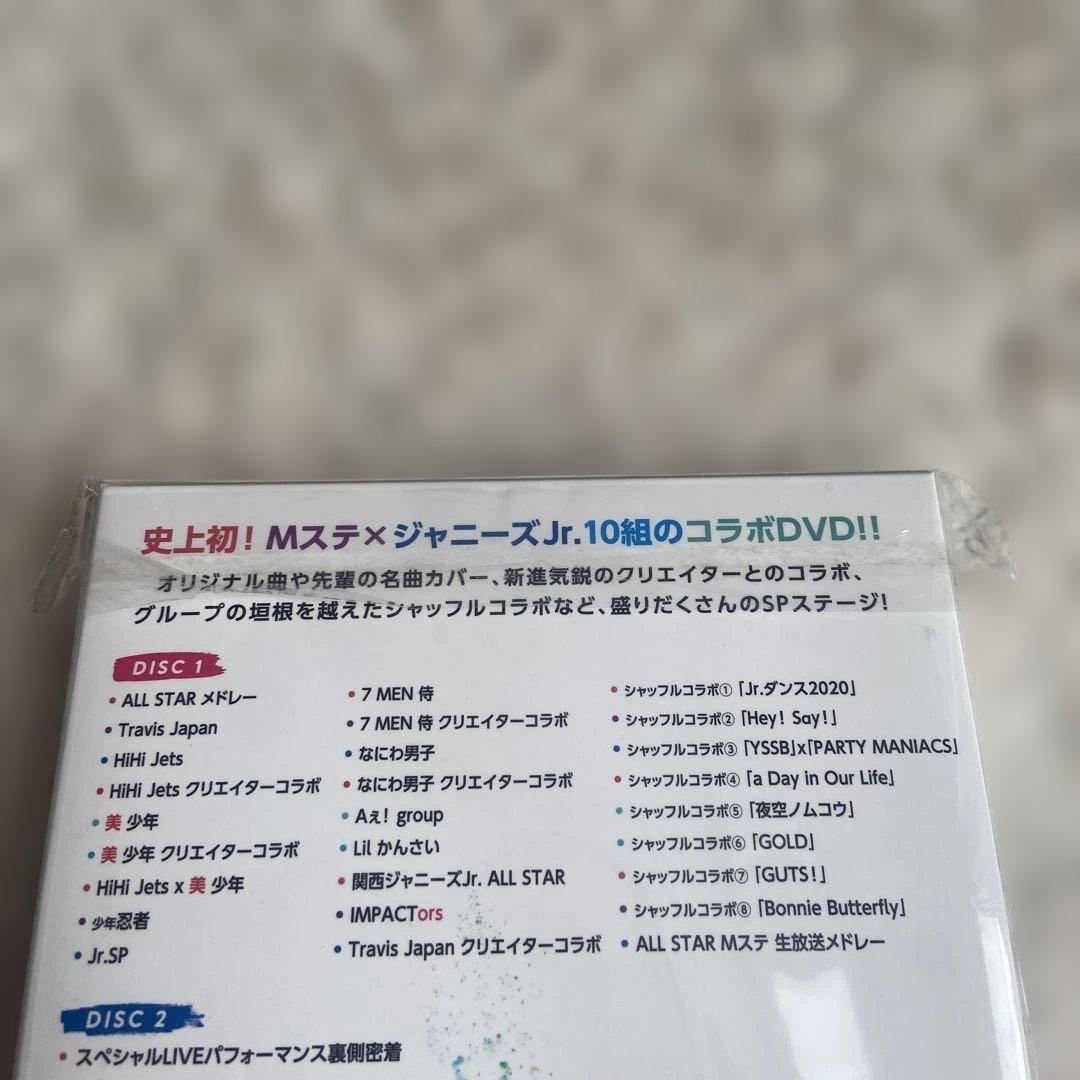 史上初！Mステ×ジャニーズJr.10組のコラボDVD!!
オリジナル曲や先輩の名曲カバー、新進気鋭のクリエイターとのコラボ、
グループの垣根を越えたシャッフルコラボなど、盛りだくさんのSPステージ！
DISC 1
・ALL STAR メドレー
・Travis Japan
・HiHi Jets
・HiHi Jets クリエイターコラボ
・美 少年
・美 少年 クリエイターコラボ
・HiHi Jets x 美 少年
・少年忍者
・Jr.SP
・7 MEN 侍
・7 MEN 侍 クリエイターコラボ
・なにわ男子
・なにわ男子 クリエイターコラボ
・Aぇ! group
・Lil かんさい
・関西ジャニーズJr. ALL STAR
・IMPACTors
・Travis Japan クリエイターコラボ
・シャッフルコラボ①「Jr.ダンス2020」
・シャッフルコラボ②「Hey! Say!」
・シャッフルコラボ③「YSSB」x「PARTY MANIACS」
・シャッフルコラボ④「a Day in Our Life」
・シャッフルコラボ⑤「夜空ノムコウ」
・シャッフルコラボ⑥「GOLD」
・シャッフルコラボ⑦「GUTS!」
・シャッフルコラボ⑧「Bonnie Butterfly」
・ALL STAR Mステ 生放送メドレー
DISC 2
・スペシャルLIVEパフォーマンス裏側密着